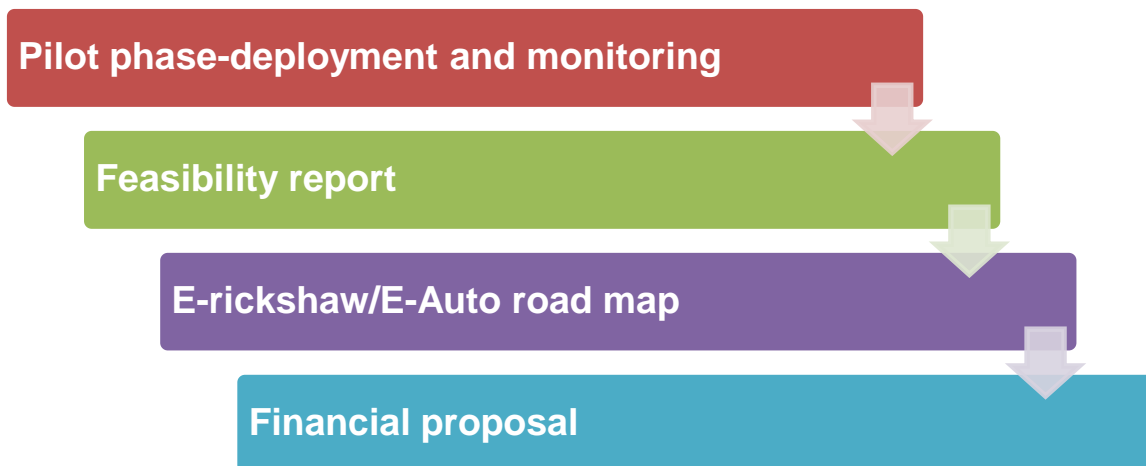 Pilot phase-deployment and monitoring
Feasibility report
E-rickshaw/E-Auto road map
Financial proposal